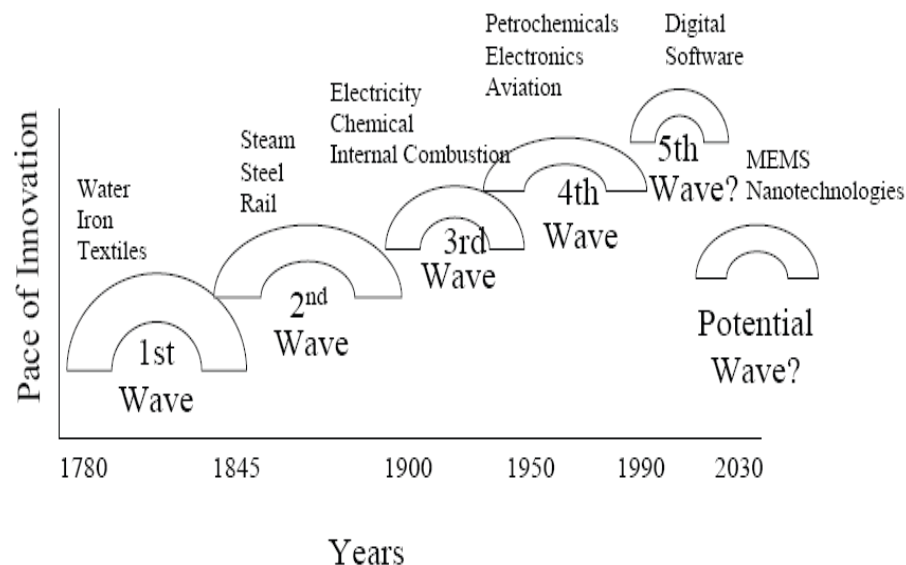 Petrochemicals
Electronics
Aviation
Digital
Software
Electricity
Chemical
Internal Combustion
Steam
Steel
Rail
Water
Iron
Textiles
MEMS
Nanotechnologies
Pace of Innovation
1st
Wave
2nd
Wave
3rd
Wave
4th
Wave
5th
Wave?
Potential
Wave?
1780 1845 1900 1950 1990 2030
Years